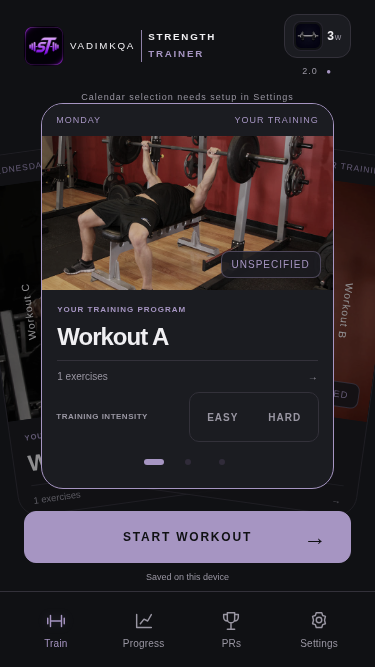 VADIMKQA
STRENGTH
TRAINER
3w
2.0
Calendar selection needs setup in Settings
MONDAY
YOUR TRAINING
UNSPECIFIED
YOUR TRAINING PROGRAM
Workout A
1 exercises →
TRAINING INTENSITY
EASY
HARD
Workout C
1 exercises
Workout B
→
START WORKOUT →
Saved on this device
Train
Progress
PRs
Settings